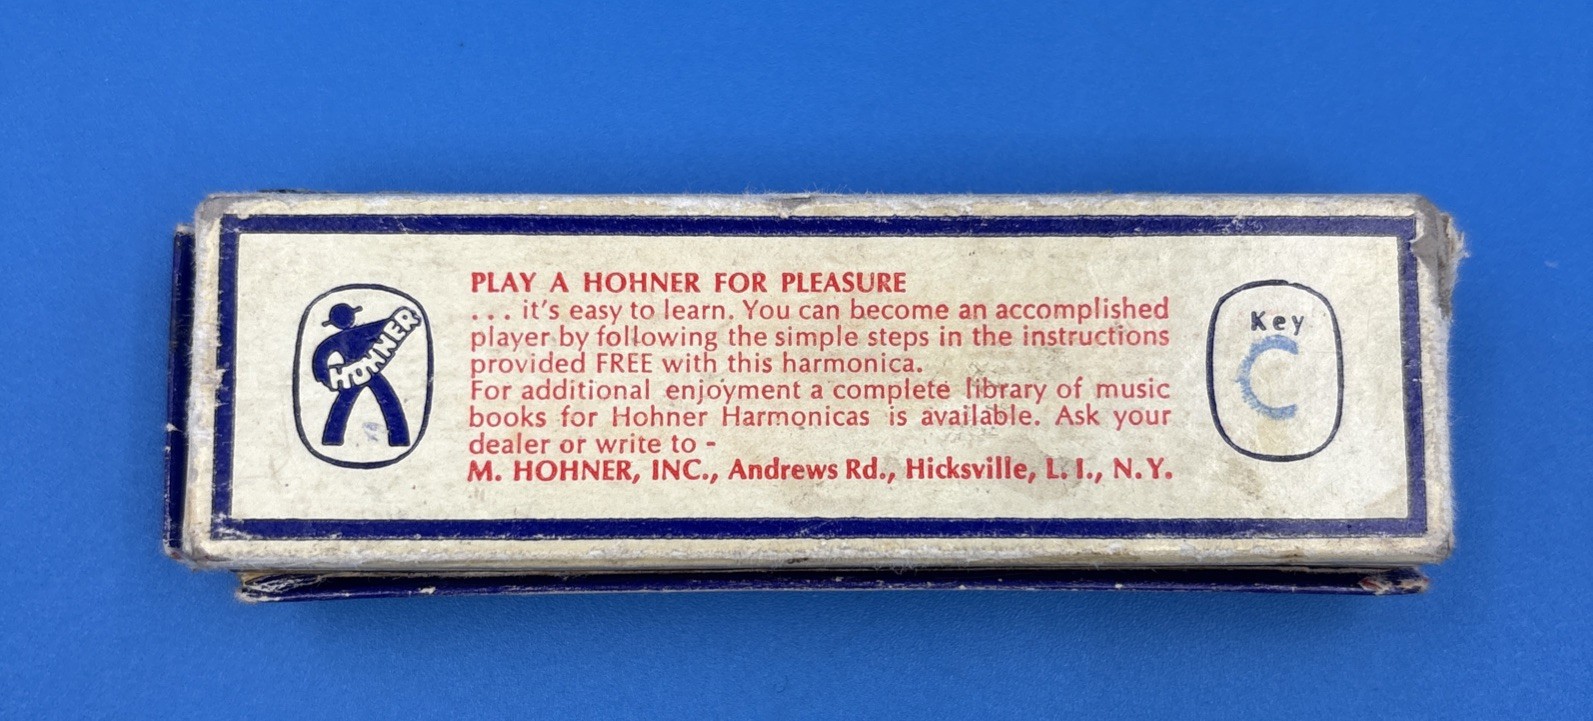 HOHNER
PLAY A HOHNER FOR PLEASURE
... it's easy to learn. You can become an accomplished
player by following the simple steps in the instructions
provided FREE with this harmonica.
For additional enjoyment a complete library of music
books for Hohner Harmonicas is available. Ask your
dealer or write to -
M. HOHNER, INC., Andrews Rd., Hicksville, L. I., N. Y.
Key
C